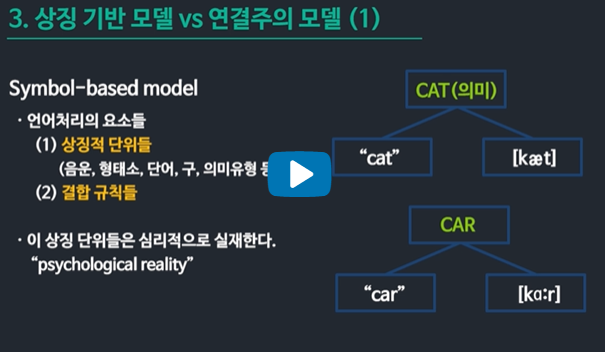 3. 상징 기반 모델 vs 연결주의 모델 (1)
Symbol-based model
· 언어처리의 요소들
(1) 상징적 단위들
(음운, 형태소, 단어, 구, 의미유형
(2) 결합 규칙들
· 이 상징 단위들은 심리적으로 실재한다.
“psychological reality”
CAT(의미)
“cat”
[kæt]
CAR
“car”
[kɑ:r]